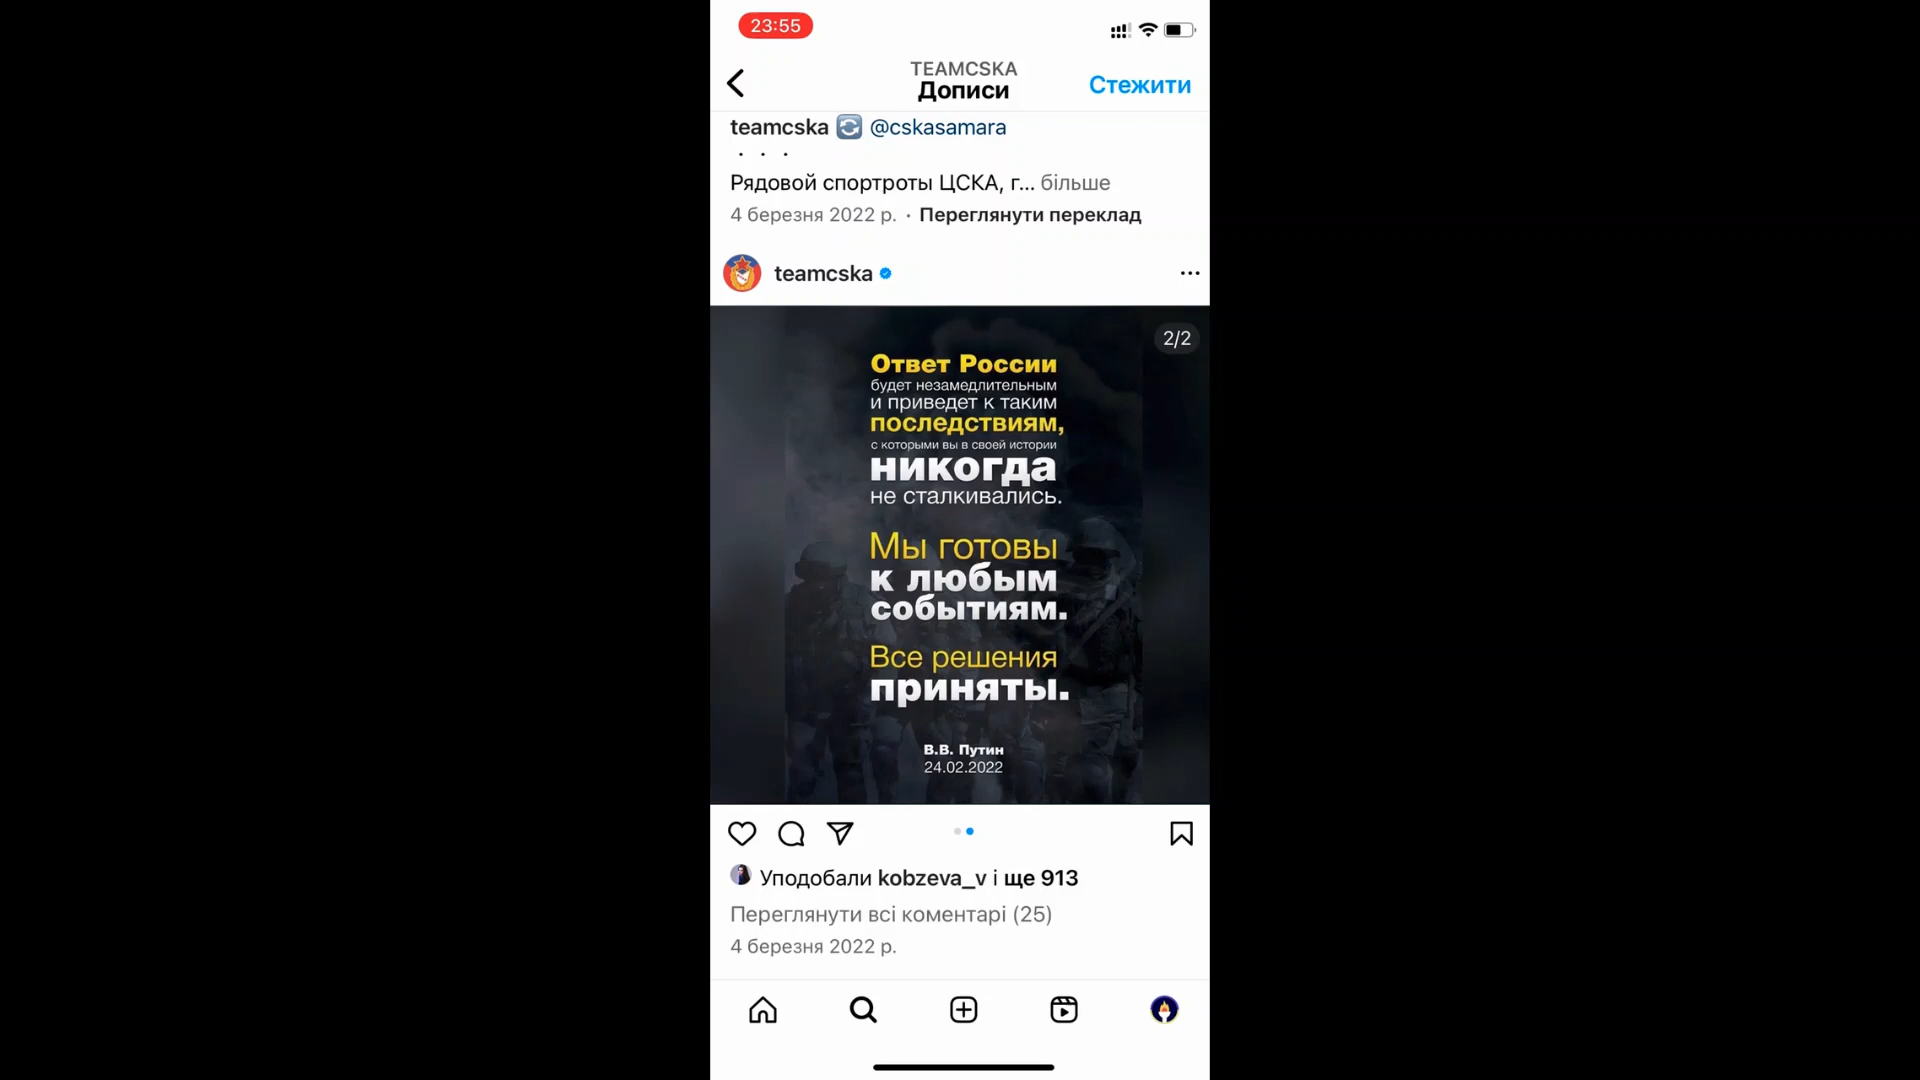 23:55
TEAMCSKA
Дописи
Стежити
teamcska @cskasamara
. . .
Рядовой спортроты ЦСКА, г... більше
4 березня 2022 р. · Переглянути переклад
teamcska
2/2
Ответ России
будет незамедлительным
и приведет к таким
последствиям,
с которыми вы в своей истории
никогда
не сталкивались.
Мы готовы
к любым
событиям.
Все решения
приняты.
В.В. Путин
24.02.2022
Уподобали kobzeva_v і ще 913
Переглянути всі коментарі (25)
4 березня 2022 р.